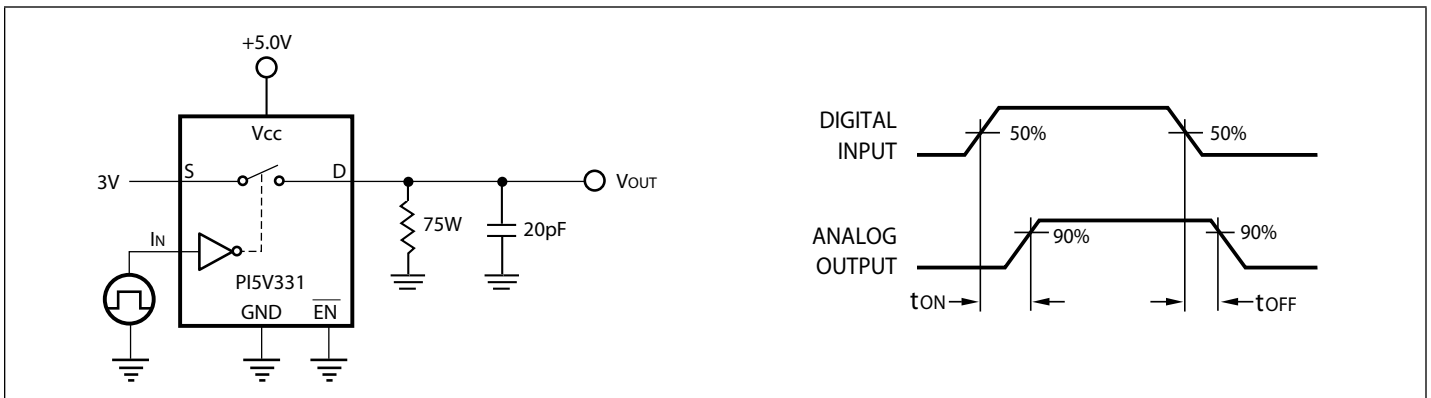 +5.0V
Vcc
S
D
3V
VOUT
75W
20pF
IN
PI5V331
GND
EN
DIGITAL
INPUT
50%
50%
ANALOG
OUTPUT
90%
90%
tON
tOFF